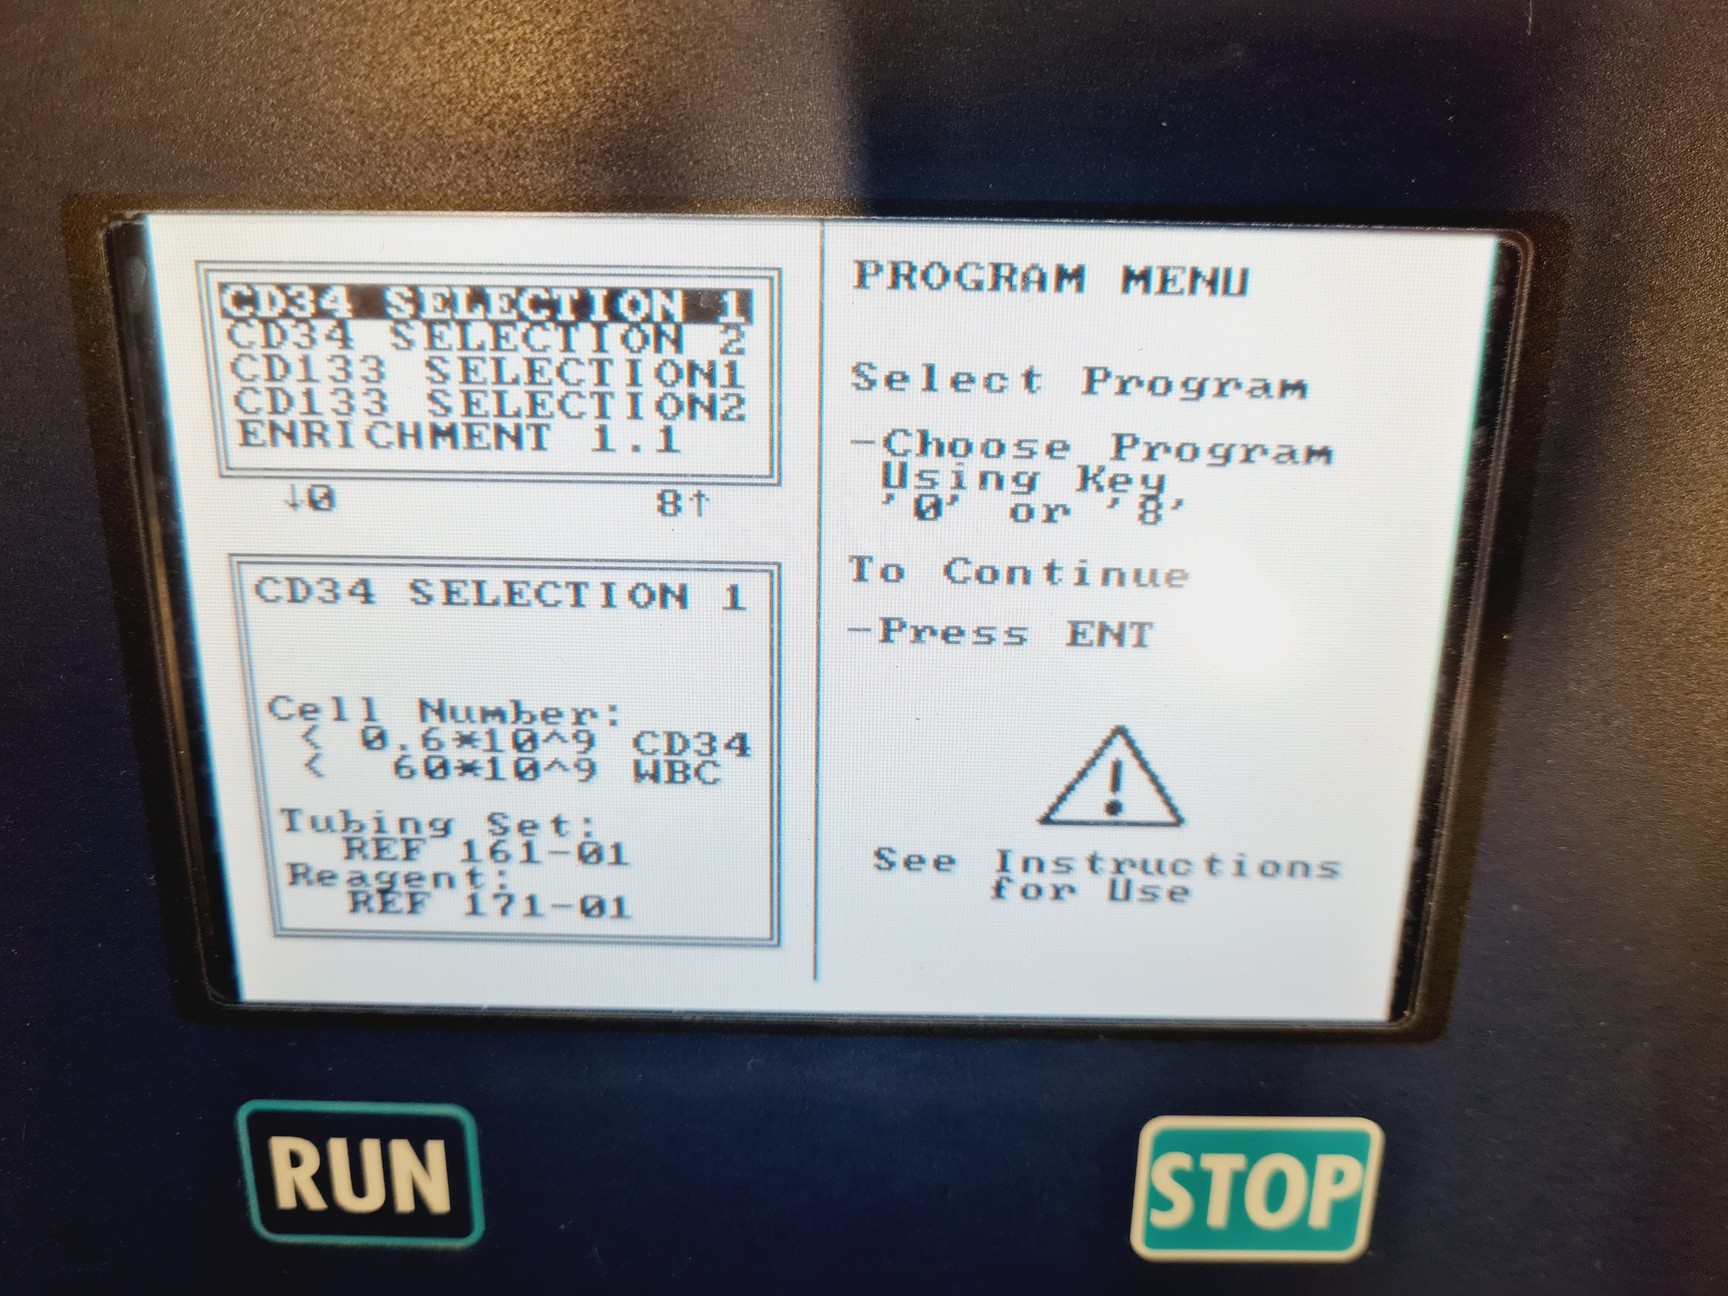 CD34 SELECTION 1
CD34 SELECTION 2
CD133 SELECTION1
CD133 SELECTION2
ENRICHMENT 1.1
↓0 8↑
CD34 SELECTION 1
Cell Number:
< 0.6*10^9 CD34
< 60*10^9 WBC
Tubing Set:
REF 161-01
Reagent:
REF 171-01
PROGRAM MENU
Select Program
-Choose Program
Using Key
'0' or '8'
To Continue
-Press ENT
!
See Instructions
for Use
RUN
STOP